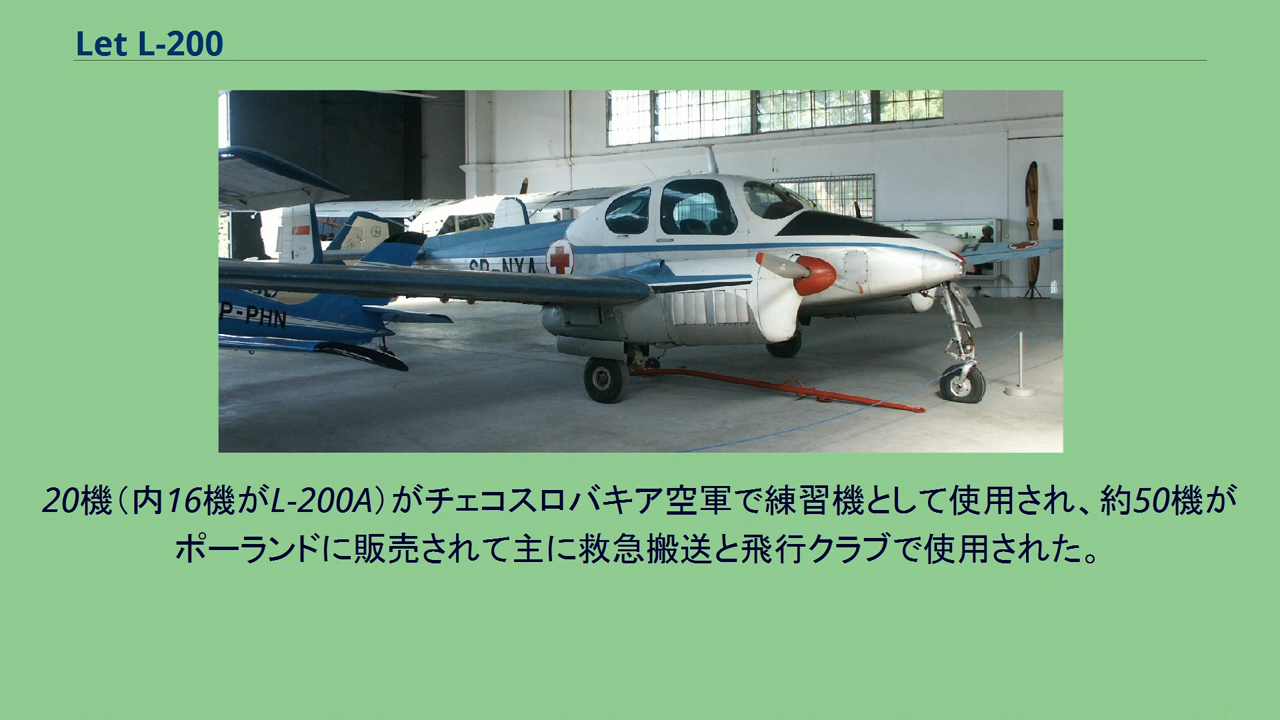 Let L-200
SP-NXA
P-PHN
20機（内16機がL-200A）がチェコスロバキア空軍で練習機として使用され、約50機が
ポーランドに販売されて主に救急搬送と飛行クラブで使用された。